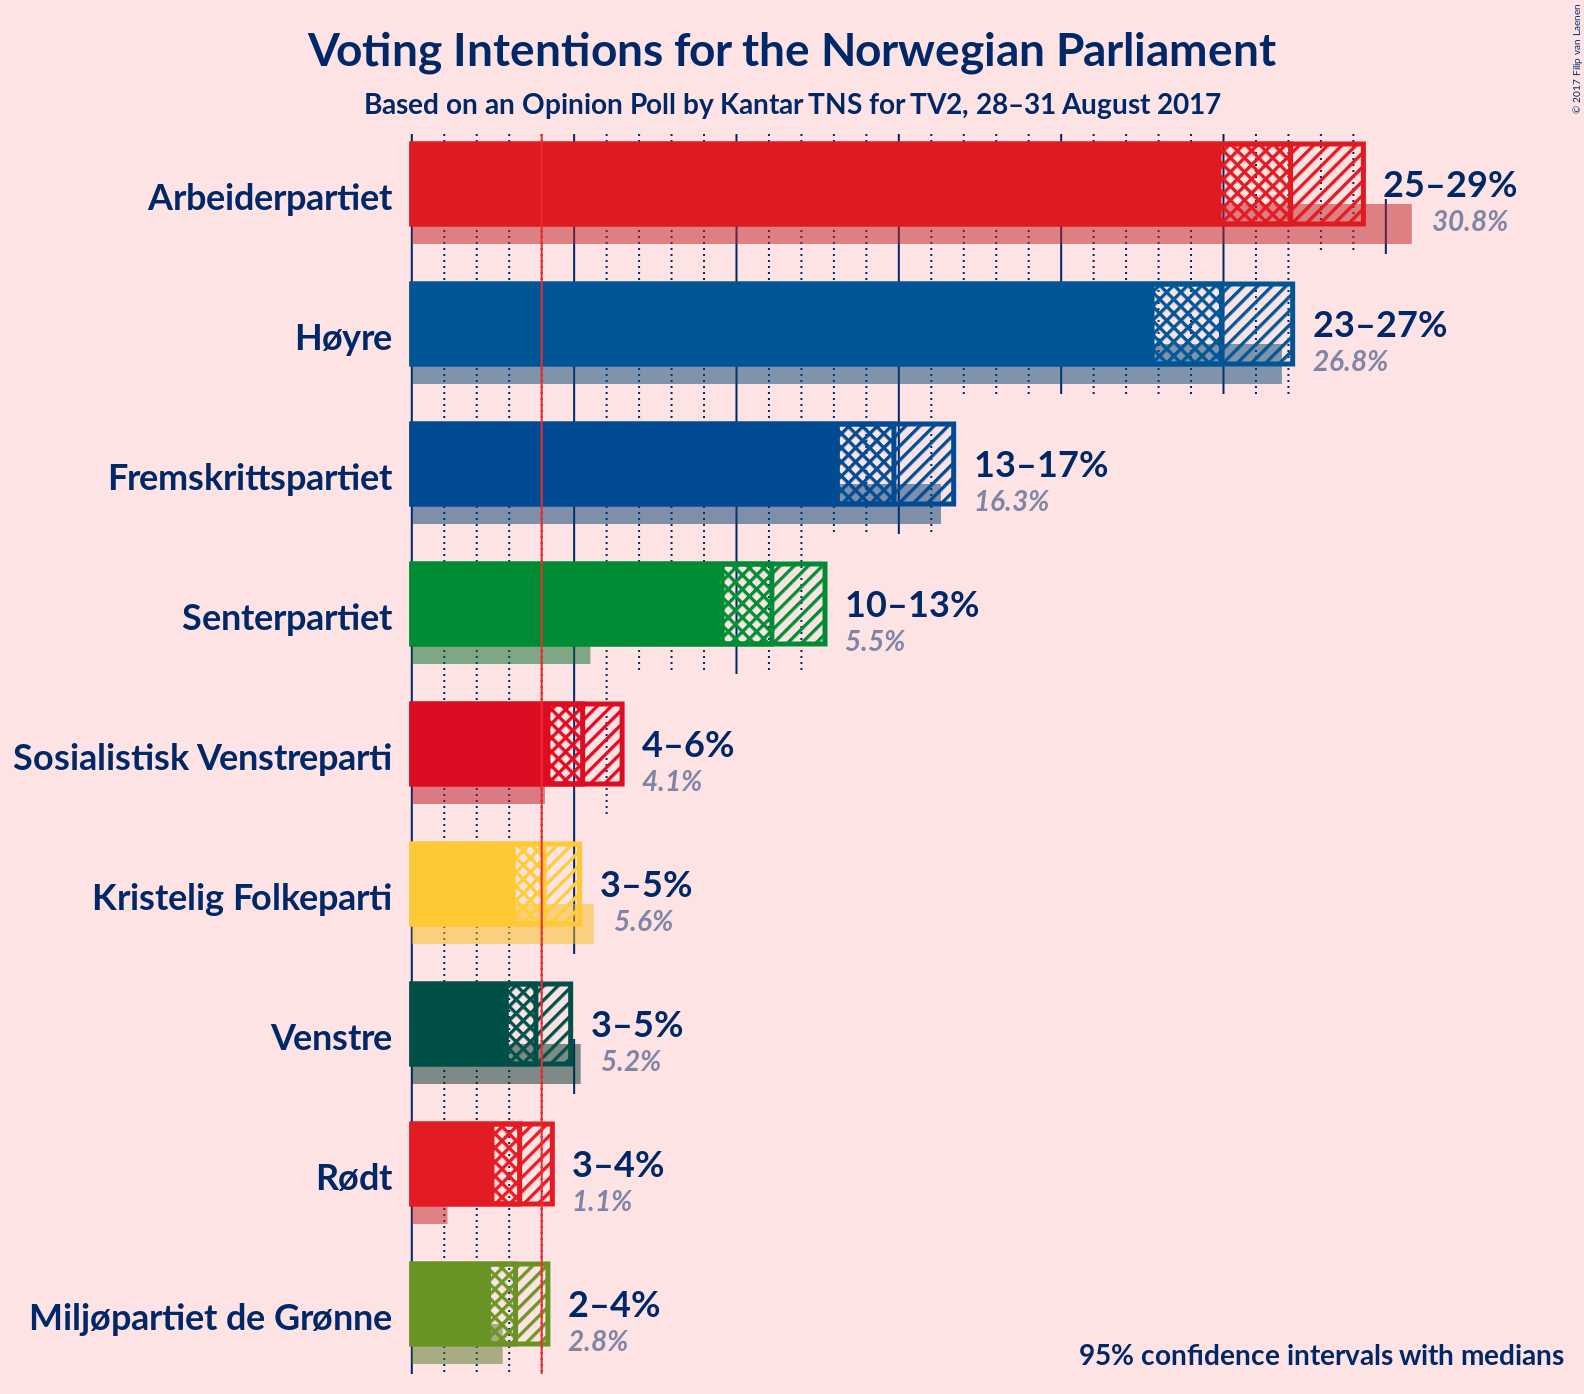 Voting Intentions for the Norwegian Parliament
Based on an Opinion Poll by Kantar TNS for TV2, 28–31 August 2017
© 2017 Filip van Laenen
Arbeiderpartiet
25–29%
30.8%
Høyre
23–27%
26.8%
Fremskrittspartiet
13–17%
16.3%
Senterpartiet
10–13%
5.5%
Sosialistisk Venstreparti
4–6%
4.1%
Kristelig Folkeparti
3–5%
5.6%
Venstre
3–5%
5.2%
Rødt
3–4%
1.1%
Miljøpartiet de Grønne
2–4%
2.8%
95% confidence intervals with medians